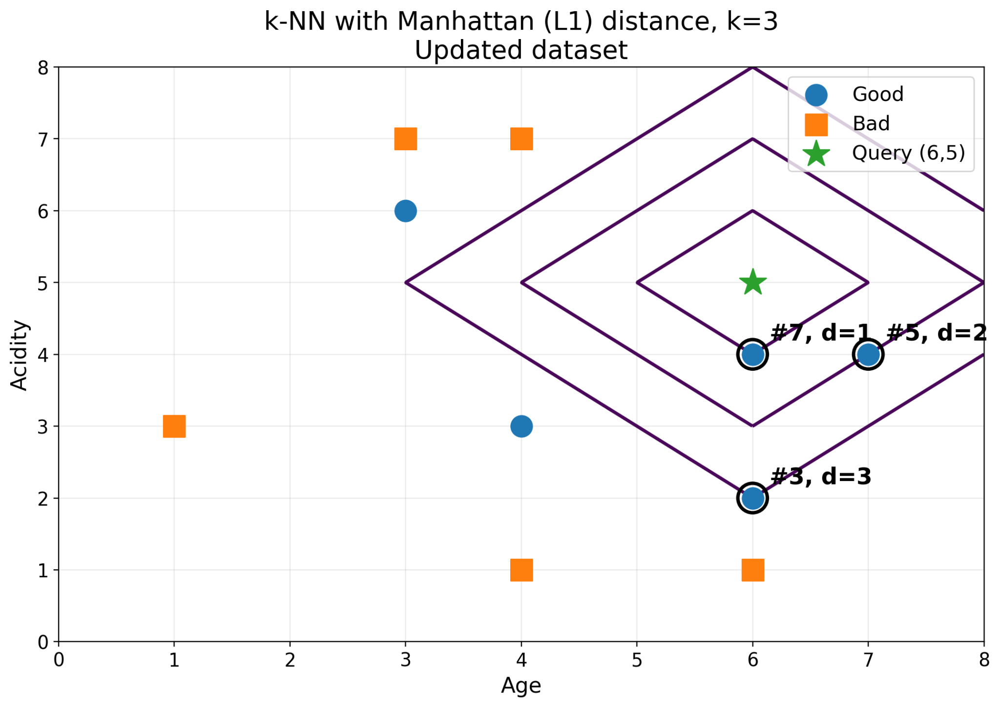 k-NN with Manhattan (L1) distance, k=3
Updated dataset
8
7
6
5
4
3
2
1
0
Acidity
Good
Bad
Query (6,5)
#7, d=1
#5, d=2
#3, d=3
0
1
2
3
4
5
6
7
8
Age